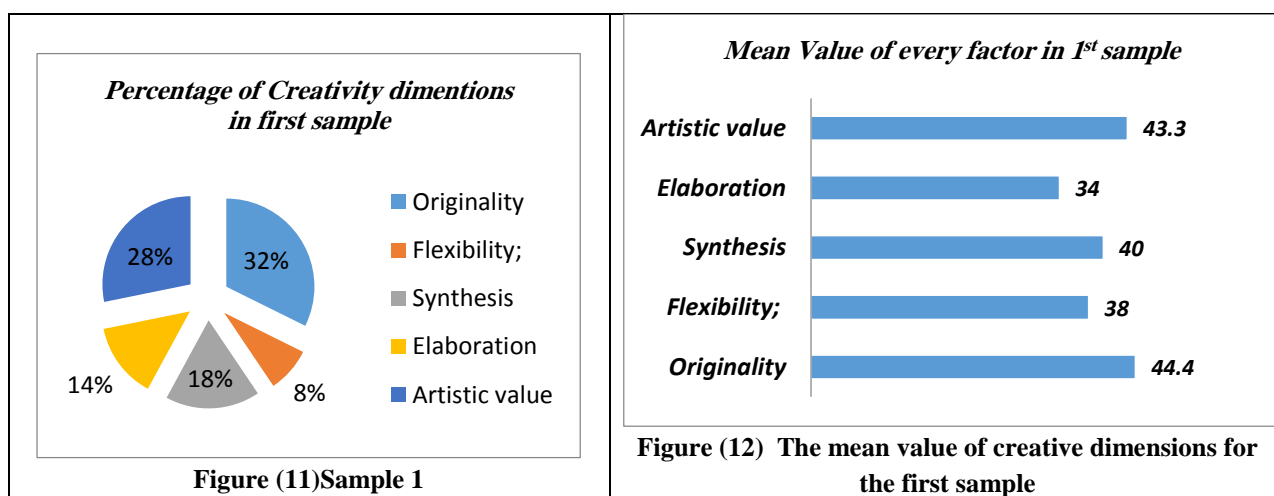 Percentage of Creativity dimentions
in first sample
28%
32%
14%
18%
8%
Originality
Flexibility;
Synthesis
Elaboration
Artistic value
Figure (11)Sample 1
Mean Value of every factor in 1st sample
Artistic value 43.3
Elaboration 34
Synthesis 40
Flexibility; 38
Originality 44.4
Figure (12) The mean value of creative dimensions for
the first sample